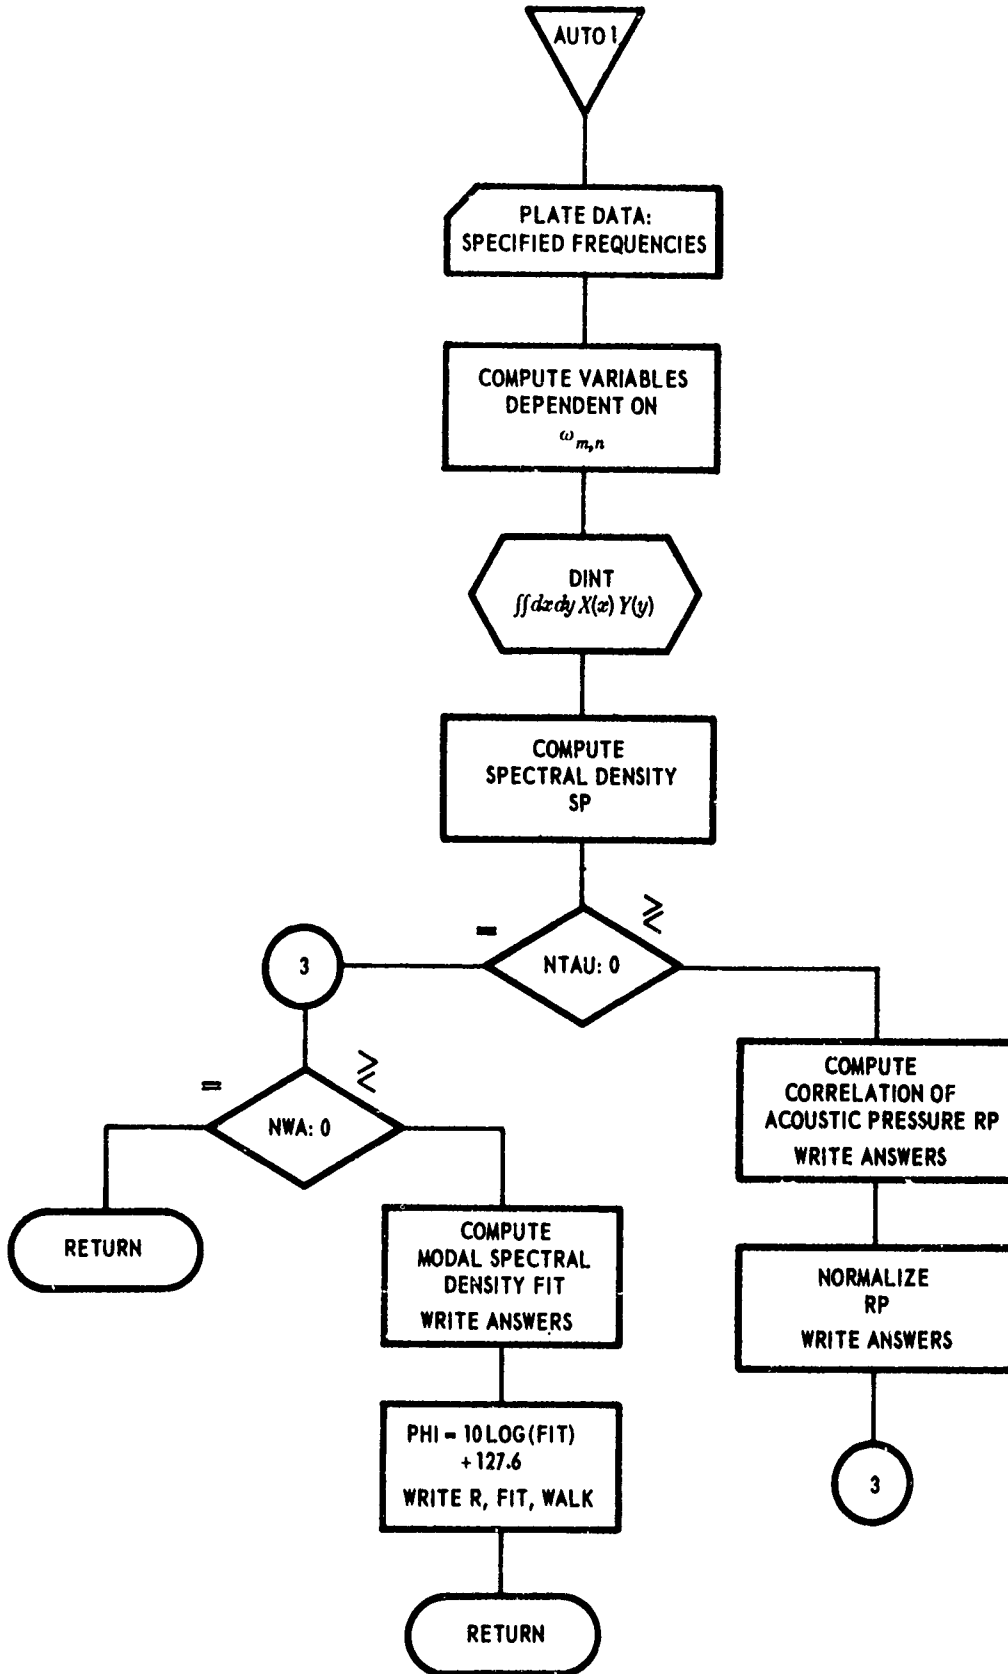 AUTO 1
PLATE DATA:
SPECIFIED FREQUENCIES
COMPUTE VARIABLES
DEPENDENT ON
ω m,n
DINT
∫∫dx dy X(x) Y(y)
COMPUTE
SPECTRAL DENSITY
SP
=
≷
NTAU: 0
3
=
≷
NWA: 0
RETURN
COMPUTE
MODAL SPECTRAL
DENSITY FIT
WRITE ANSWERS
PHI = 10 LOG (FIT)
+ 127.6
WRITE R, FIT, WALK
RETURN
COMPUTE
CORRELATION OF
ACOUSTIC PRESSURE RP
WRITE ANSWERS
NORMALIZE
RP
WRITE ANSWERS
3